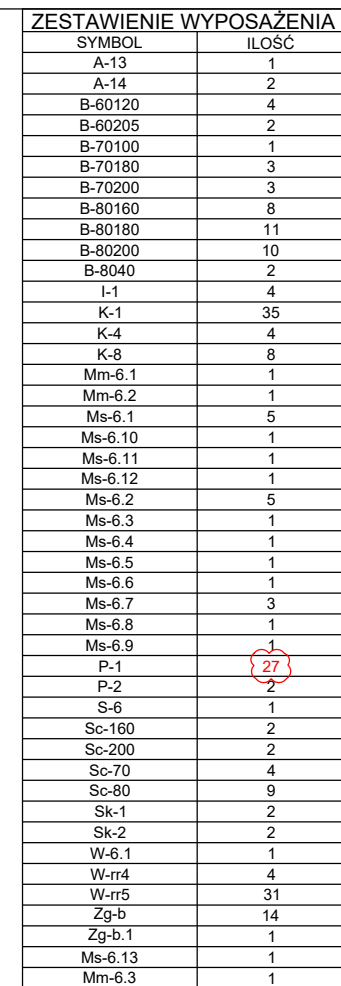 ZESTAWIENIE WYPOSAŻENIA
SYMBOL ILOŚĆ
A-13 1
A-14 2
B-60120 4
B-60205 2
B-70100 1
B-70180 3
B-70200 3
B-80160 8
B-80180 11
B-80200 10
B-8040 2
I-1 4
K-1 35
K-4 4
K-8 8
Mm-6.1 1
Mm-6.2 1
Ms-6.1 5
Ms-6.10 1
Ms-6.11 1
Ms-6.12 1
Ms-6.2 5
Ms-6.3 1
Ms-6.4 1
Ms-6.5 1
Ms-6.6 1
Ms-6.7 3
Ms-6.8 1
Ms-6.9 1
P-1 27
P-2 2
S-6 1
Sc-160 2
Sc-200 2
Sc-70 4
Sc-80 9
Sk-1 2
Sk-2 2
W-6.1 1
W-rr4 4
W-rr5 31
Zg-b 14
Zg-b.1 1
Ms-6.13 1
Mm-6.3 1